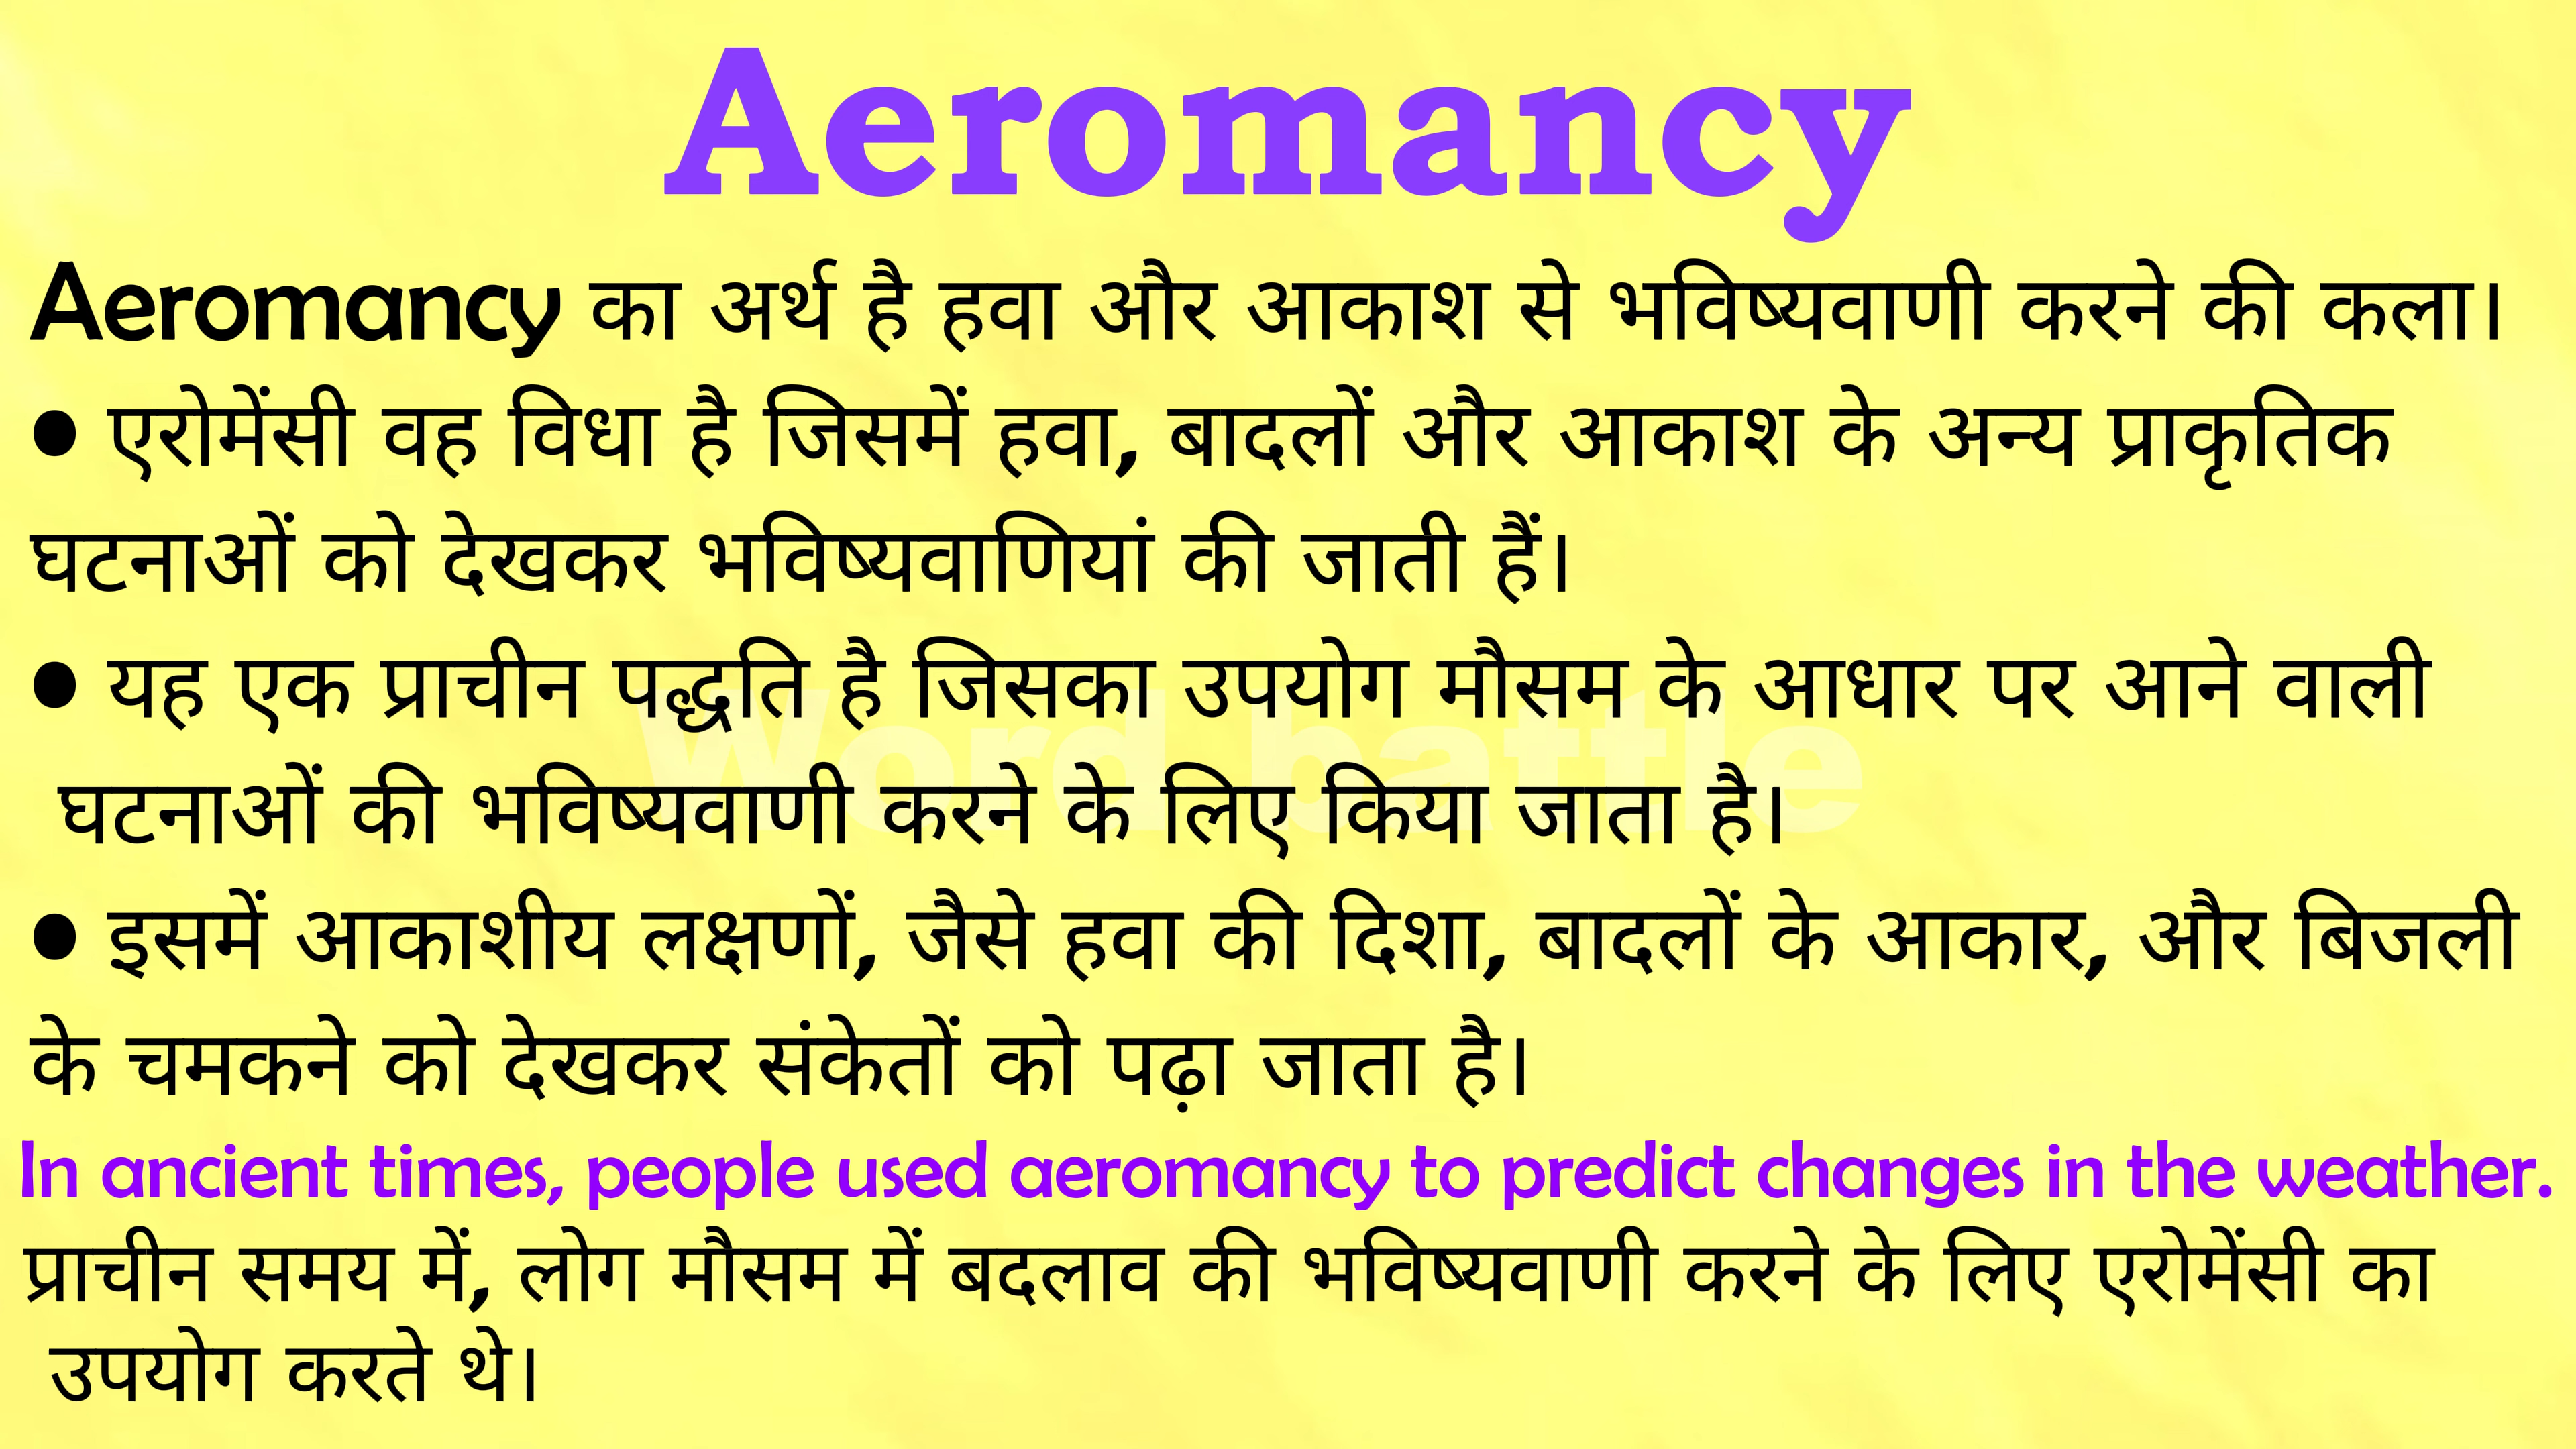 Aeromancy
Aeromancy का अर्थ है हवा और आकाश से भविष्यवाणी करने की कला।
● एरोमेंसी वह विधा है जिसमें हवा, बादलों और आकाश के अन्य प्राकृतिक
घटनाओं को देखकर भविष्यवाणियां की जाती हैं।
● यह एक प्राचीन पद्धति है जिसका उपयोग मौसम के आधार पर आने वाली
Word battle
घटनाओं की भविष्यवाणी करने के लिए किया जाता है।
● इसमें आकाशीय लक्षणों, जैसे हवा की दिशा, बादलों के आकार, और बिजली
के चमकने को देखकर संकेतों को पढ़ा जाता है।
In ancient times, people used aeromancy to predict changes in the weather.
प्राचीन समय में, लोग मौसम में बदलाव की भविष्यवाणी करने के लिए एरोमेंसी का
उपयोग करते थे।